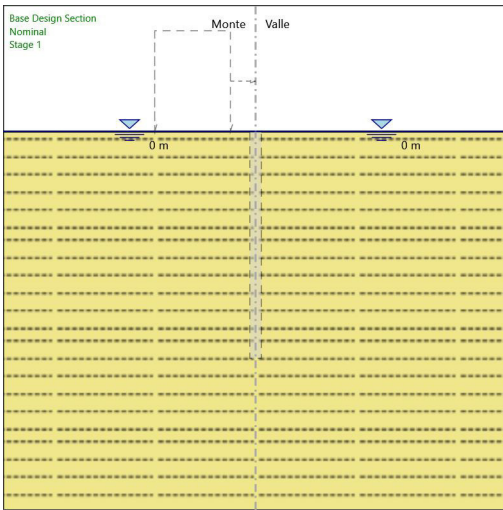 Base Design Section
Nominal
Stage 1
Monte Valle
0 m 0 m